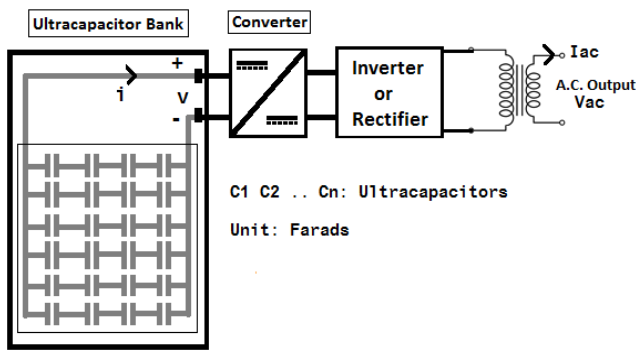 Ultracapacitor Bank
Converter
+
i
v
-
Inverter
or
Rectifier
Iac
A.C. Output
Vac
C1 C2 .. Cn: Ultracapacitors
Unit: Farads